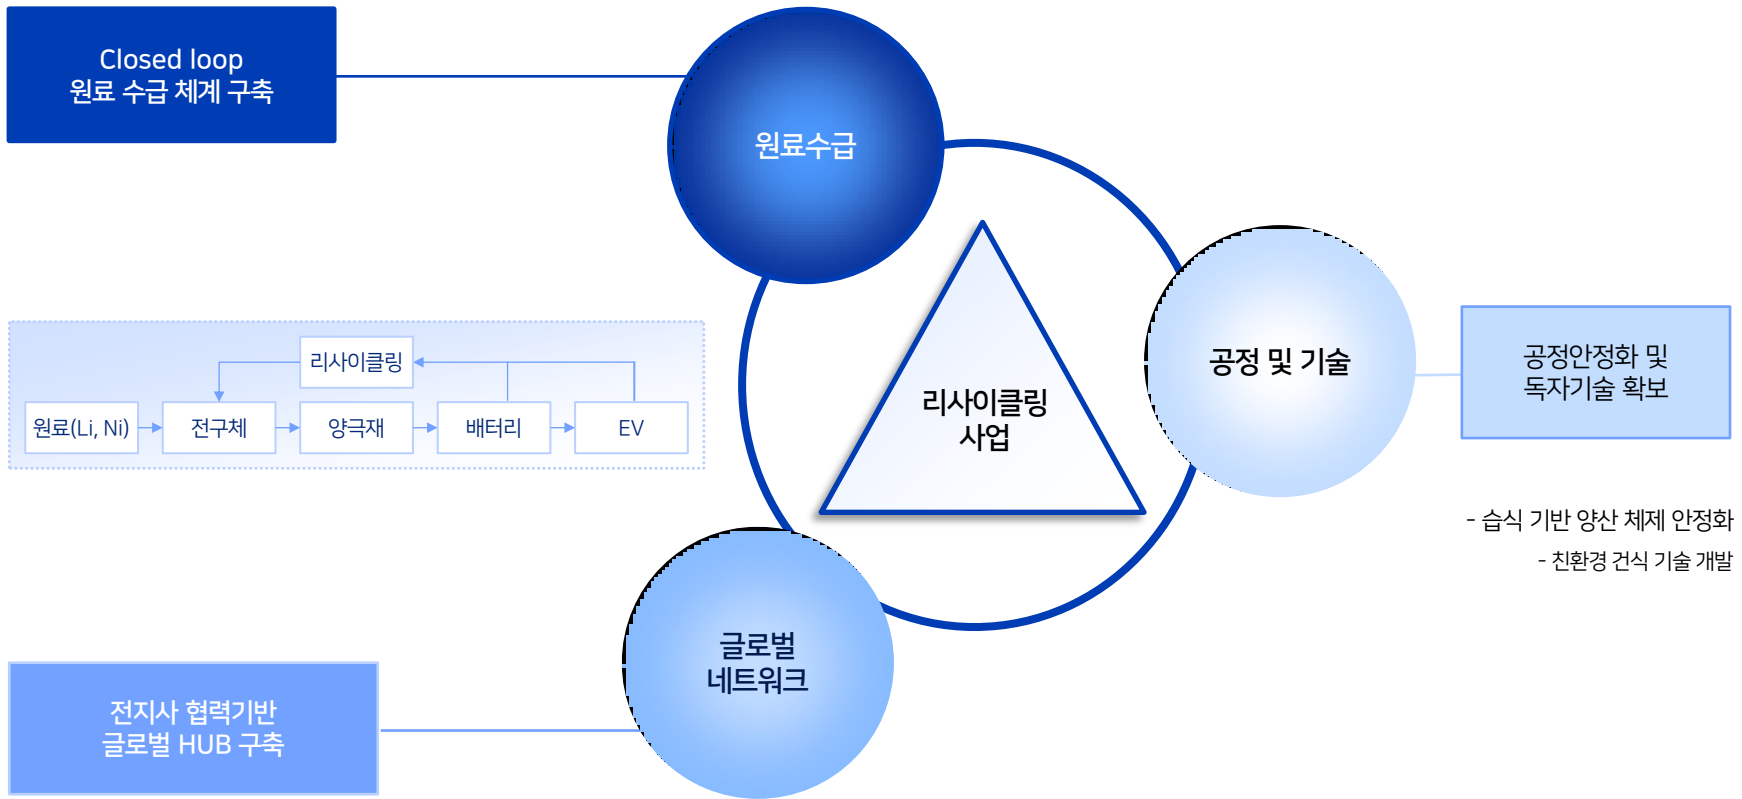 Closed loop
원료 수급 체계 구축
원료수급
리사이클링
원료(Li, Ni)
전구체
양극재
배터리
EV
리사이클링
사업
공정 및 기술
공정안정화 및
독자기술 확보
- 습식 기반 양산 체제 안정화
- 친환경 건식 기술 개발
글로벌
네트워크
전지사 협력기반
글로벌 HUB 구축